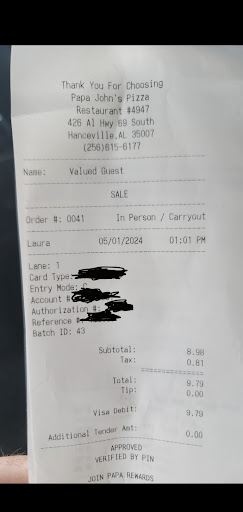 Thank You For Choosing
Papa John's Pizza
Restaurant #4947
426 Al Hwy 69 South
Hanceville, AL 35007
(256)615-6177
Name: Valued Guest
SALE
Order #: 0041 In Person / Carryout
Laura 05/01/2024 01:01 PM
Lane: 1
Card Type
Entry Mode:
Account #
Authorization #:
Reference #
Batch ID: 43
Subtotal: 8.98
Tax: 0.81
============
Total: 9.79
Tip: 0.00
Visa Debit: 9.79
Additional Tender Amt: 0.00
APPROVED
VERIFIED BY PIN
JOIN PAPA REWARDS